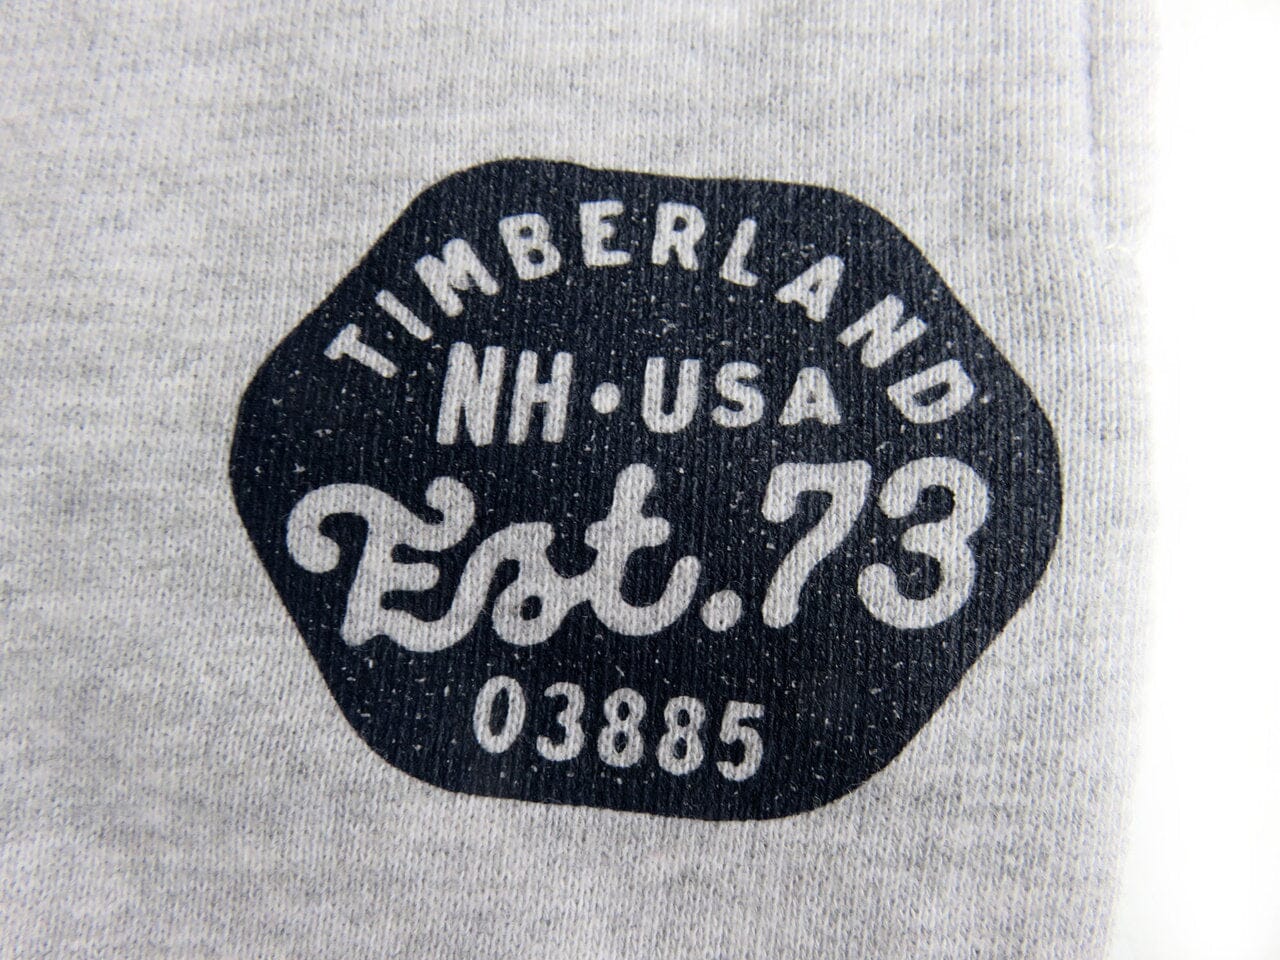 TIMBERLAND
NH•USA
Est.73
03885